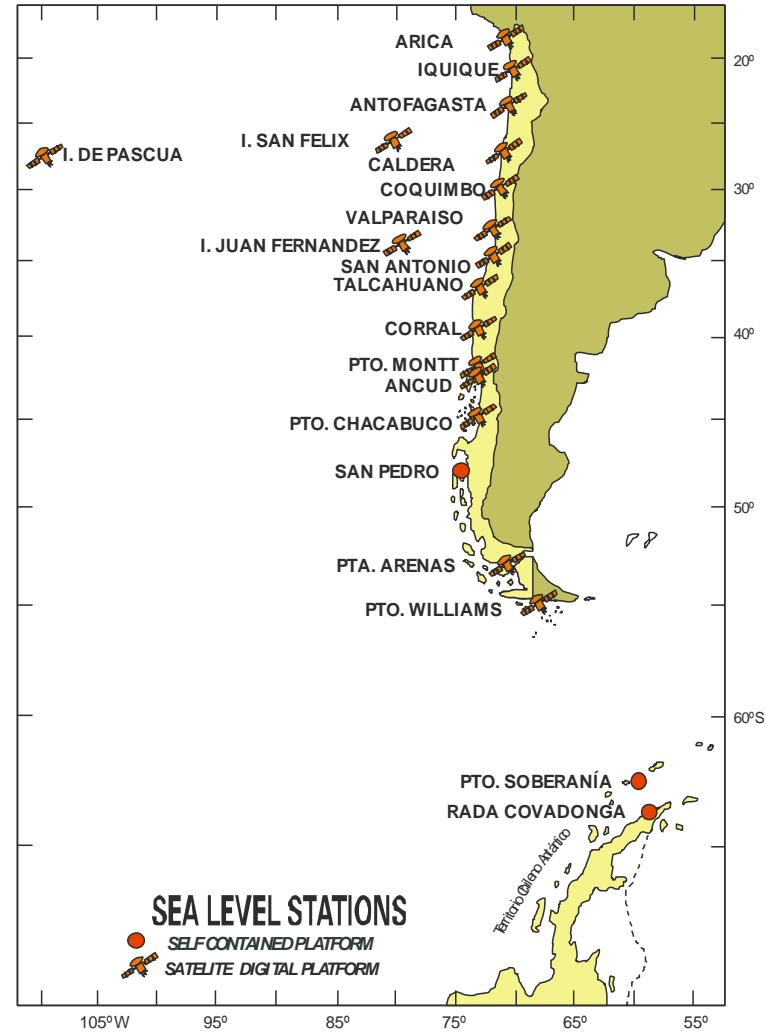 ARICA
20º
IQUIQUE
ANTOFAGASTA
I. SAN FELIX
I. DE PASCUA
CALDERA
COQUIMBO
30º
VALPARAISO
I. JUAN FERNANDEZ
SAN ANTONIO
TALCAHUANO
CORRAL
40º
PTO. MONTT
ANCUD
PTO. CHACABUCO
SAN PEDRO
50º
PTA. ARENAS
PTO. WILLIAMS
60ºS
PTO. SOBERANÍA
RADA COVADONGA
Territorio Chileno Antártico
SEA LEVEL STATIONS
SELF CONTAINED PLATFORM
SATELITE DIGITAL PLATFORM
105ºW 95º 85º 75º 65º 55º